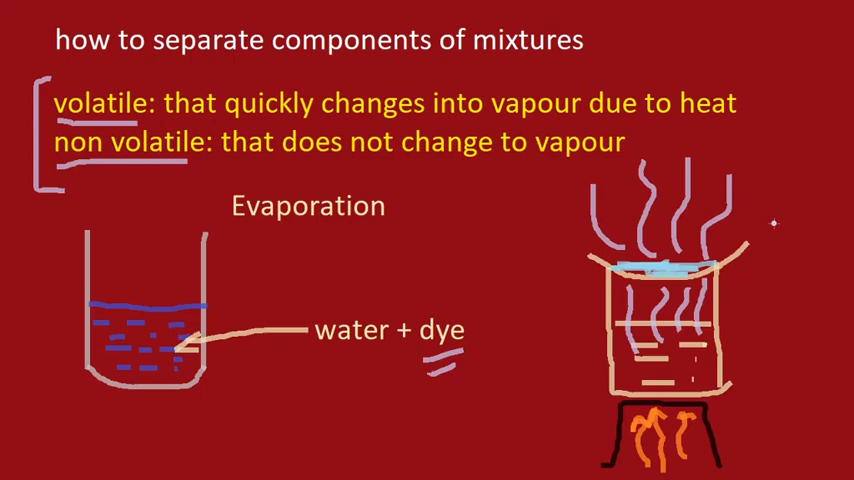 how to separate components of mixtures
volatile: that quickly changes into vapour due to heat
non volatile: that does not change to vapour
Evaporation
water + dye